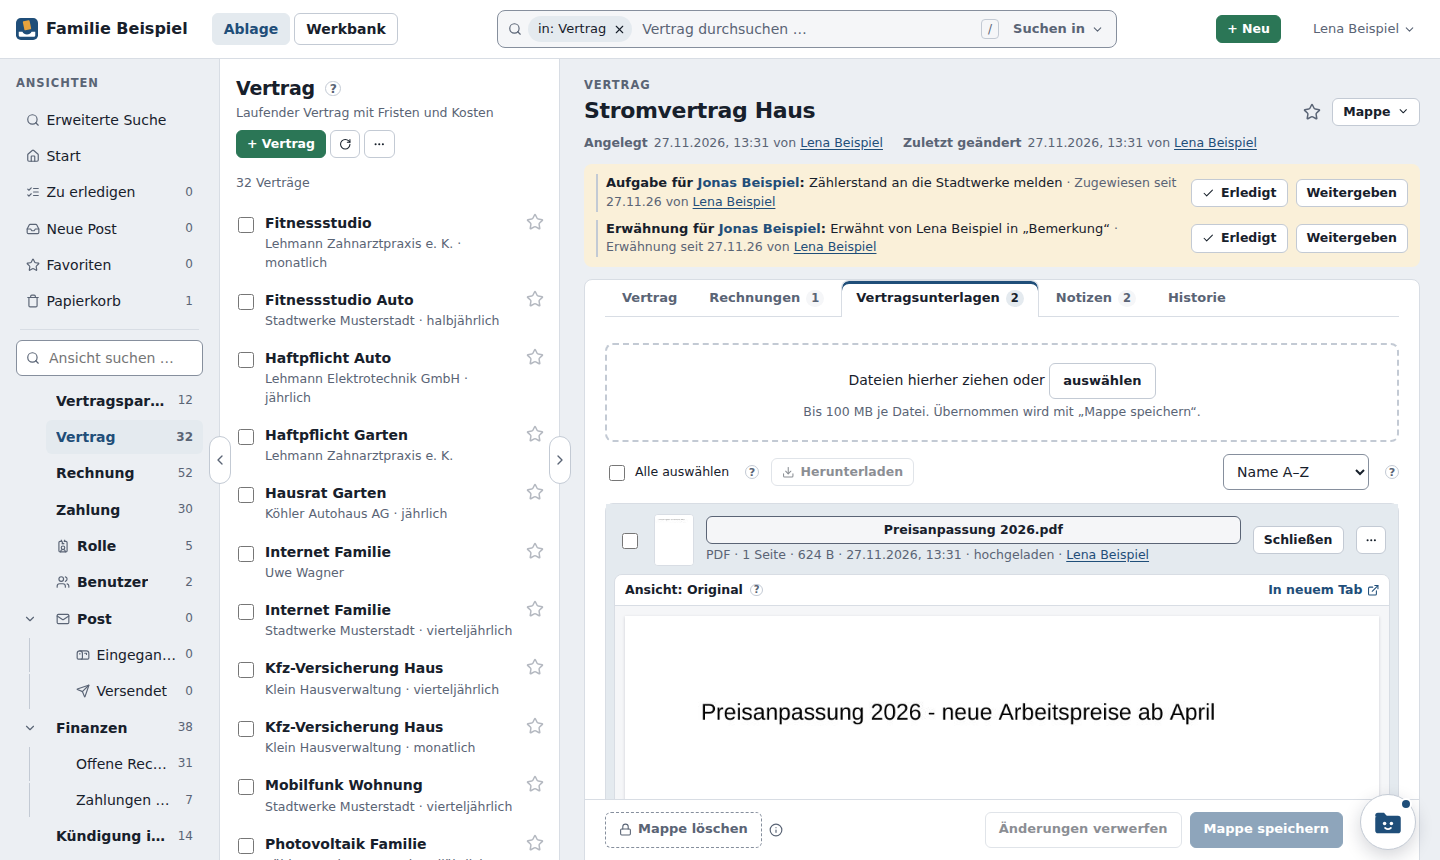 Familie Beispiel
Ablage
Werkbank
in: Vertrag
Vertrag durchsuchen …
/
Suchen in
+ Neu
Lena Beispiel
ANSICHTEN
Erweiterte Suche
Start
Zu erledigen 0
Neue Post 0
Favoriten 0
Papierkorb 1
Ansicht suchen …
Vertragspar… 12
Vertrag 32
Rechnung 52
Zahlung 30
Rolle 5
Benutzer 2
Post 0
Eingegan… 0
Versendet 0
Finanzen 38
Offene Rec… 31
Zahlungen … 7
Kündigung i… 14
Vertrag ?
Laufender Vertrag mit Fristen und Kosten
+ Vertrag
32 Verträge
Fitnessstudio
Lehmann Zahnarztpraxis e. K. ·
monatlich
Fitnessstudio Auto
Stadtwerke Musterstadt · halbjährlich
Haftpflicht Auto
Lehmann Elektrotechnik GmbH ·
jährlich
Haftpflicht Garten
Lehmann Zahnarztpraxis e. K.
Hausrat Garten
Köhler Autohaus AG · jährlich
Internet Familie
Uwe Wagner
Internet Familie
Stadtwerke Musterstadt · vierteljährlich
Kfz-Versicherung Haus
Klein Hausverwaltung · vierteljährlich
Kfz-Versicherung Haus
Klein Hausverwaltung · monatlich
Mobilfunk Wohnung
Stadtwerke Musterstadt · vierteljährlich
Photovoltaik Familie
VERTRAG
Stromvertrag Haus
Mappe
Angelegt 27.11.2026, 13:31 von Lena Beispiel Zuletzt geändert 27.11.2026, 13:31 von Lena Beispiel
Aufgabe für Jonas Beispiel: Zählerstand an die Stadtwerke melden · Zugewiesen seit
27.11.26 von Lena Beispiel
Erledigt
Weitergeben
Erwähnung für Jonas Beispiel: Erwähnt von Lena Beispiel in „Bemerkung“ ·
Erwähnung seit 27.11.26 von Lena Beispiel
Erledigt
Weitergeben
Vertrag
Rechnungen 1
Vertragsunterlagen 2
Notizen 2
Historie
Dateien hierher ziehen oder auswählen
Bis 100 MB je Datei. Übernommen wird mit „Mappe speichern“.
Alle auswählen ?
Herunterladen
Name A–Z
?
Preisanpassung 2026.pdf
PDF · 1 Seite · 624 B · 27.11.2026, 13:31 · hochgeladen · Lena Beispiel
Schließen
Ansicht: Original ?
In neuem Tab
Preisanpassung 2026 - neue Arbeitspreise ab April
Mappe löschen
Änderungen verwerfen
Mappe speichern